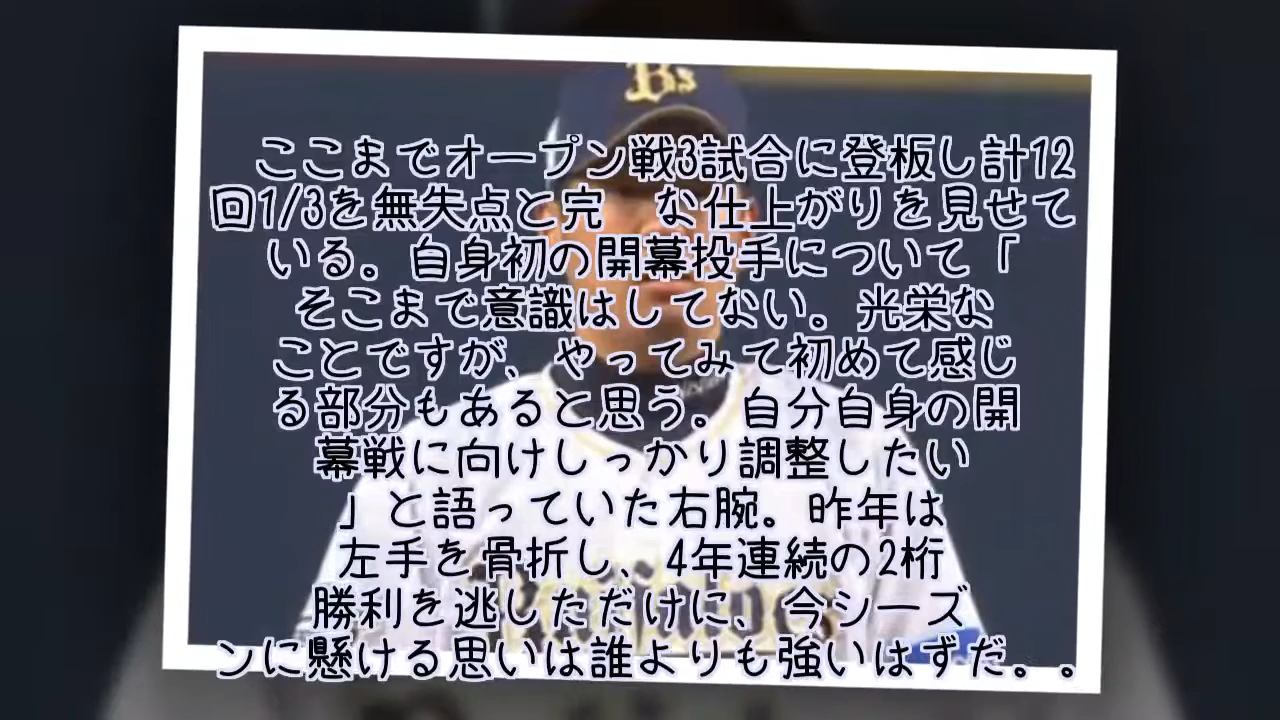 Bs
ここまでオープン戦3試合に登板し計12
回1/3を無失点と完　な仕上がりを見せて
いる。自身初の開幕投手について「
そこまで意識はしてない。光栄な
ことですが、やってみて初めて感じ
る部分もあると思う。自分自身の開
幕戦に向けしっかり調整したい
」と語っていた右腕。昨年は
左手を骨折し、4年連続の2桁
勝利を逃しただけに、今シーズ
ンに懸ける思いは誰よりも強いはずだ。。